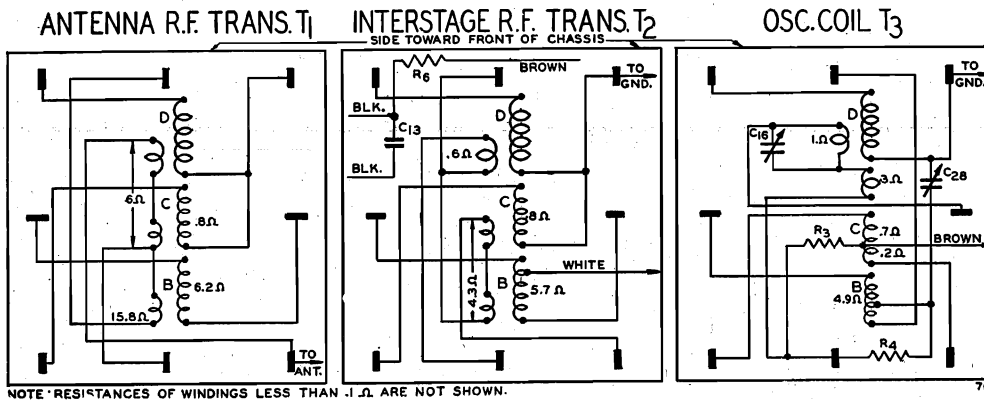 ANTENNA R.F. TRANS. T1
INTERSTAGE R.F. TRANS. T2
OSC. COIL T3
SIDE TOWARD FRONT OF CHASSIS
D
.6Ω
C
.8Ω
B
6.2Ω
15.8Ω
TO
ANT.
R6
BROWN
TO
GND.
BLK.
C13
BLK.
D
.6Ω
C
.8Ω
WHITE
B
5.7Ω
4.3Ω
TO
GND.
D
C16
1.Ω
.3Ω
C28
C
.7Ω
R3
.2Ω
BROWN
B
4.9Ω
R4
NOTE: RESISTANCES OF WINDINGS LESS THAN .1 Ω ARE NOT SHOWN.